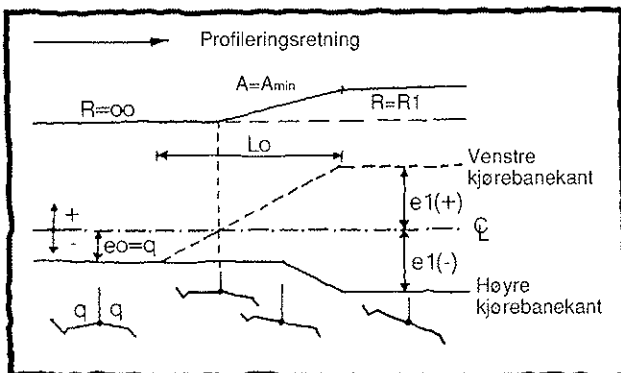 Profileringsretning
A=Amin
R=∞
R=R1
Lo
Venstre
kjørebanekant
+
-
eo=q
e1(+)
℄
e1(-)
Høyre
kjørebanekant
q q